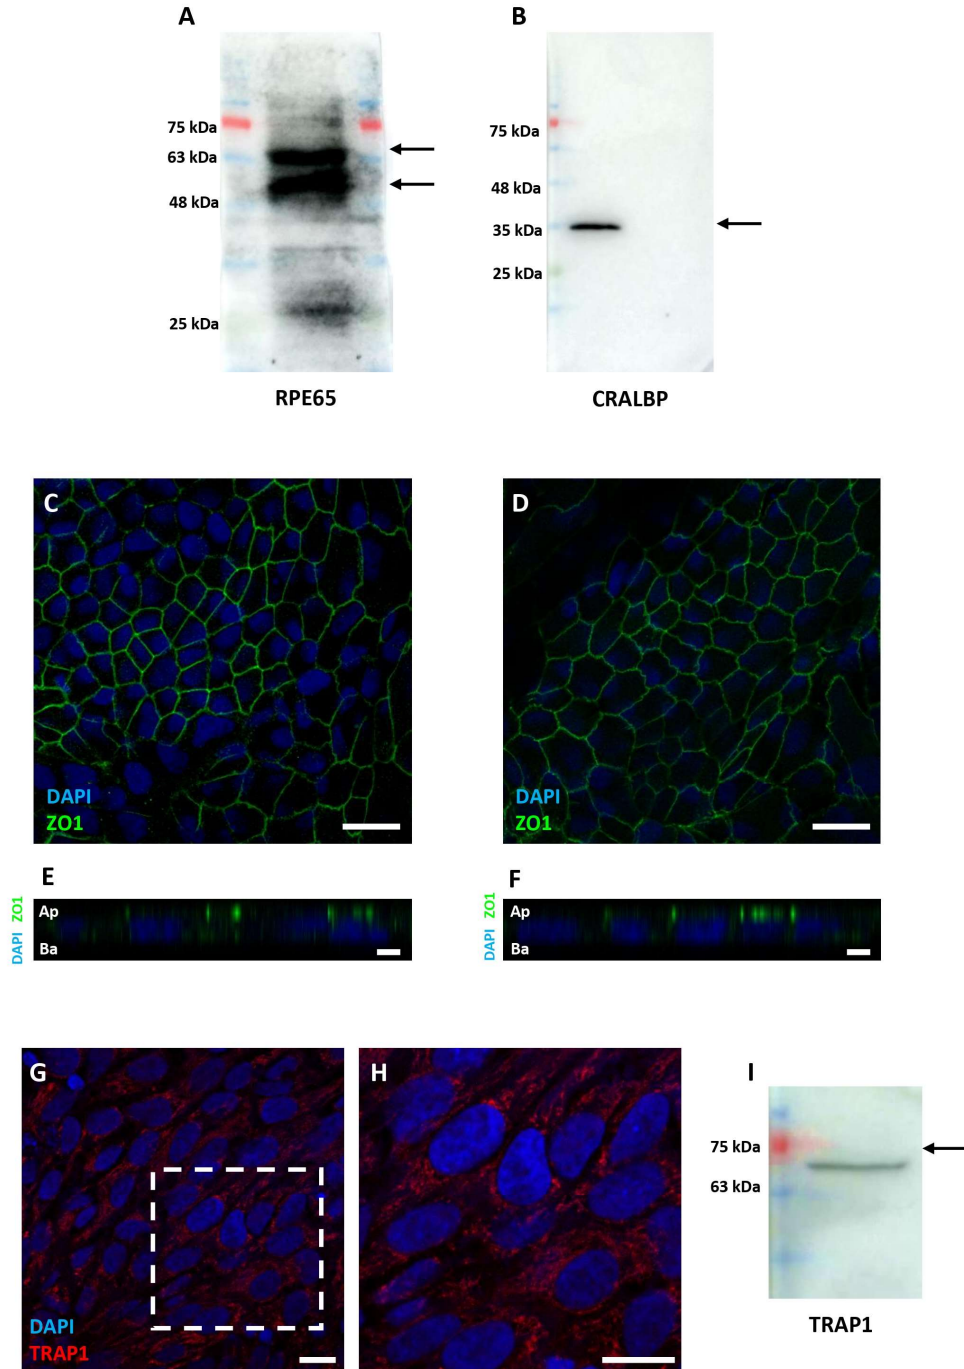 A
75 kDa
63 kDa
48 kDa
25 kDa
RPE65
B
75 kDa
48 kDa
35 kDa
25 kDa
CRALBP
C
DAPI
ZO1
D
DAPI
ZO1
E
DAPI ZO1
Ap
Ba
F
DAPI ZO1
Ap
Ba
G
DAPI
TRAP1
H
I
75 kDa
63 kDa
TRAP1